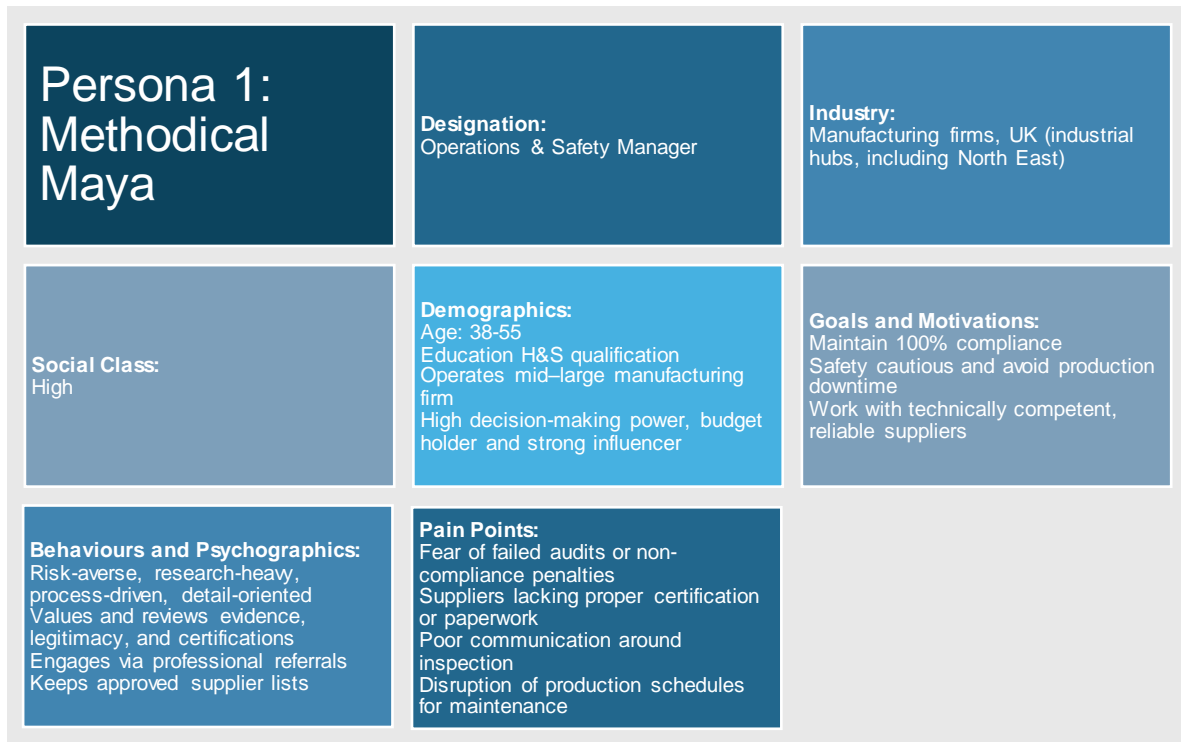 Persona 1:
Methodical
Maya
Designation:
Operations & Safety Manager
Industry:
Manufacturing firms, UK (industrial
hubs, including North East)
Social Class:
High
Demographics:
Age: 38-55
Education H&S qualification
Operates mid–large manufacturing
firm
High decision-making power, budget
holder and strong influencer
Goals and Motivations:
Maintain 100% compliance
Safety cautious and avoid production
downtime
Work with technically competent,
reliable suppliers
Behaviours and Psychographics:
Risk-averse, research-heavy,
process-driven, detail-oriented
Values and reviews evidence,
legitimacy, and certifications
Engages via professional referrals
Keeps approved supplier lists
Pain Points:
Fear of failed audits or non-
compliance penalties
Suppliers lacking proper certification
or paperwork
Poor communication around
inspection
Disruption of production schedules
for maintenance